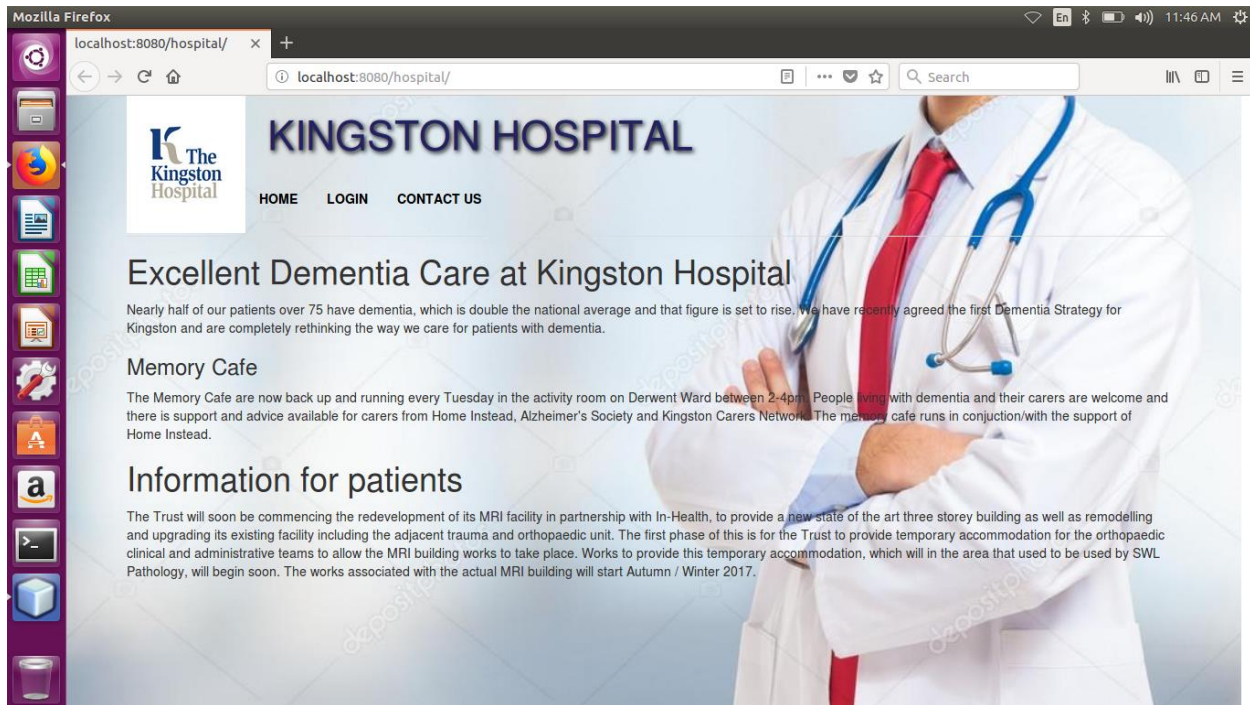 Mozilla Firefox
En
11:46 AM
localhost:8080/hospital/
localhost:8080/hospital/
Search
The
Kingston
Hospital
KINGSTON HOSPITAL
HOME LOGIN CONTACT US
Excellent Dementia Care at Kingston Hospital
Nearly half of our patients over 75 have dementia, which is double the national average and that figure is set to rise. We have recently agreed the first Dementia Strategy for
Kingston and are completely rethinking the way we care for patients with dementia.
Memory Cafe
The Memory Cafe are now back up and running every Tuesday in the activity room on Derwent Ward between 2-4pm. People living with dementia and their carers are welcome and
there is support and advice available for carers from Home Instead, Alzheimer's Society and Kingston Carers Network. The memory cafe runs in conjuction/with the support of
Home Instead.
Information for patients
The Trust will soon be commencing the redevelopment of its MRI facility in partnership with In-Health, to provide a new state of the art three storey building as well as remodelling
and upgrading its existing facility including the adjacent trauma and orthopaedic unit. The first phase of this is for the Trust to provide temporary accommodation for the orthopaedic
clinical and administrative teams to allow the MRI building works to take place. Works to provide this temporary accommodation, which will in the area that used to be used by SWL
Pathology, will begin soon. The works associated with the actual MRI building will start Autumn / Winter 2017.